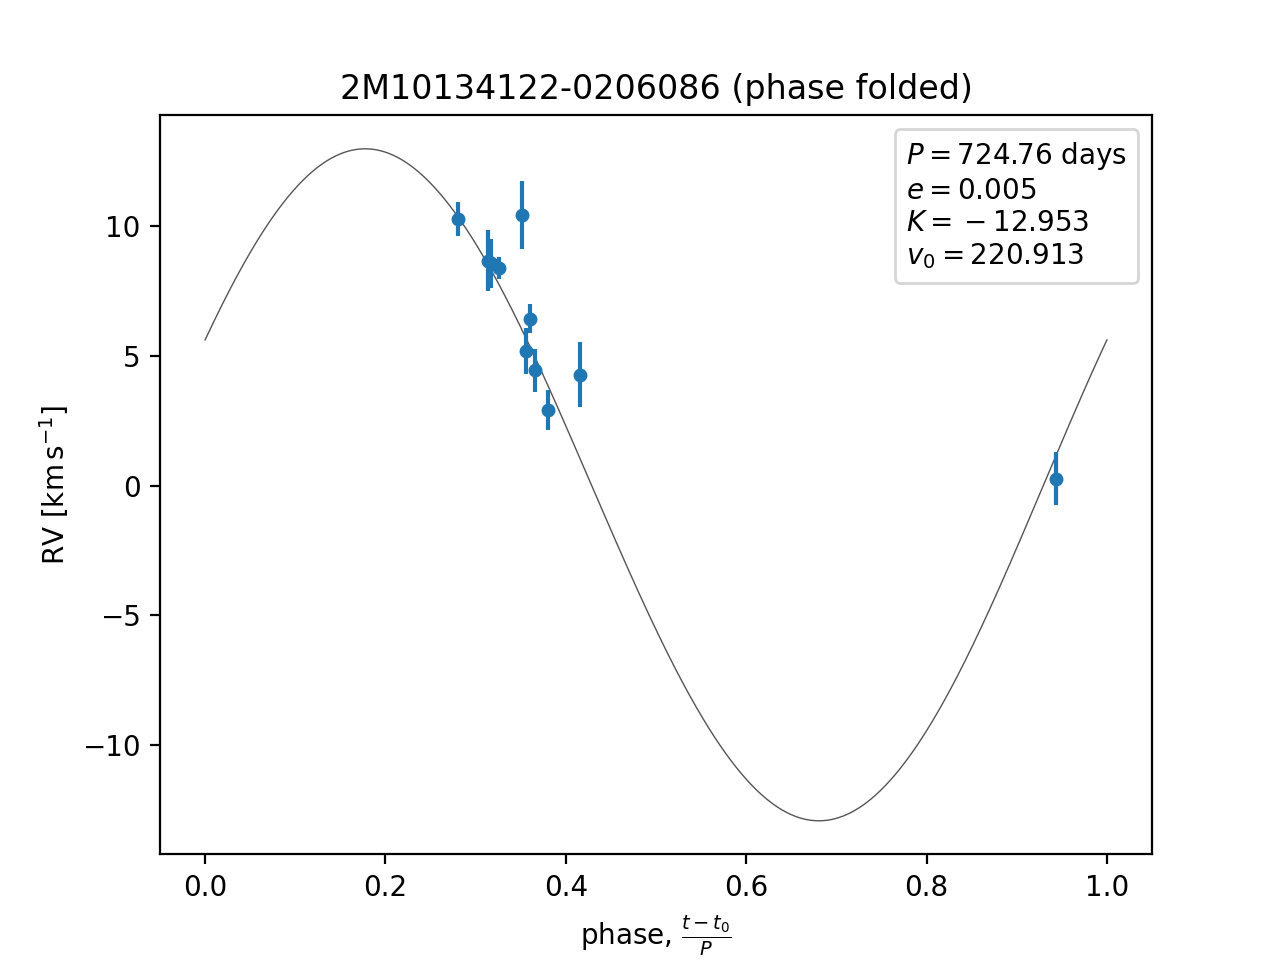 2M10134122-0206086 (phase folded)
P = 724.76 days
e = 0.005
K = −12.953
v₀ = 220.913
RV [km s⁻¹]
10
5
0
−5
−10
0.0 0.2 0.4 0.6 0.8 1.0
phase, (t − t₀)/P